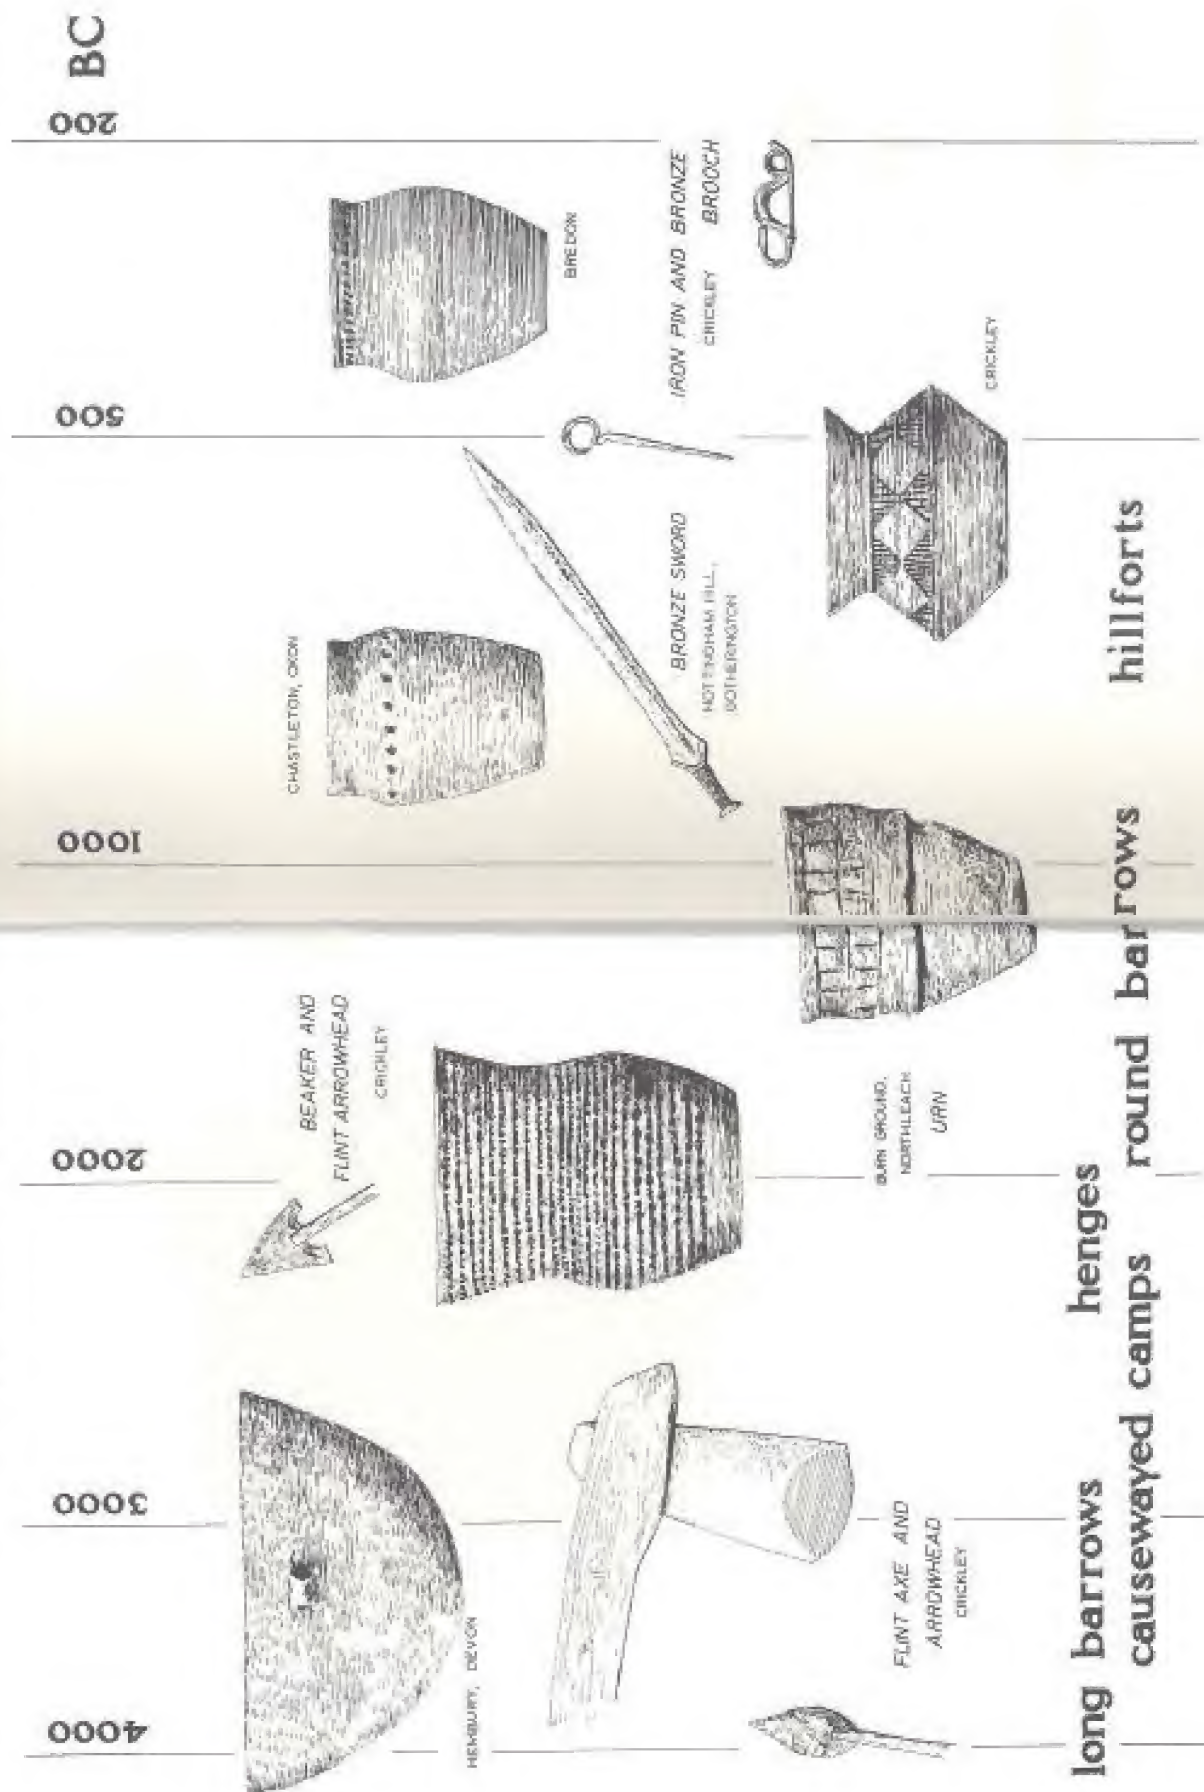 4000
3000
2000
1000
500
200 BC
HEMBURY, DEVON
BEAKER AND
FLINT ARROWHEAD
CRICKLEY
CHASTLETON, OXON
BREDON
FLINT AXE AND
ARROWHEAD
CRICKLEY
BURN GROUND,
NORTHLEACH
URN
BRONZE SWORD
NOTTINGHAM HILL,
GOTHERINGTON
IRON PIN AND BRONZE
CRICKLEY BROOCH
CRICKLEY
long barrows henges
causewayed camps round barrows hillforts